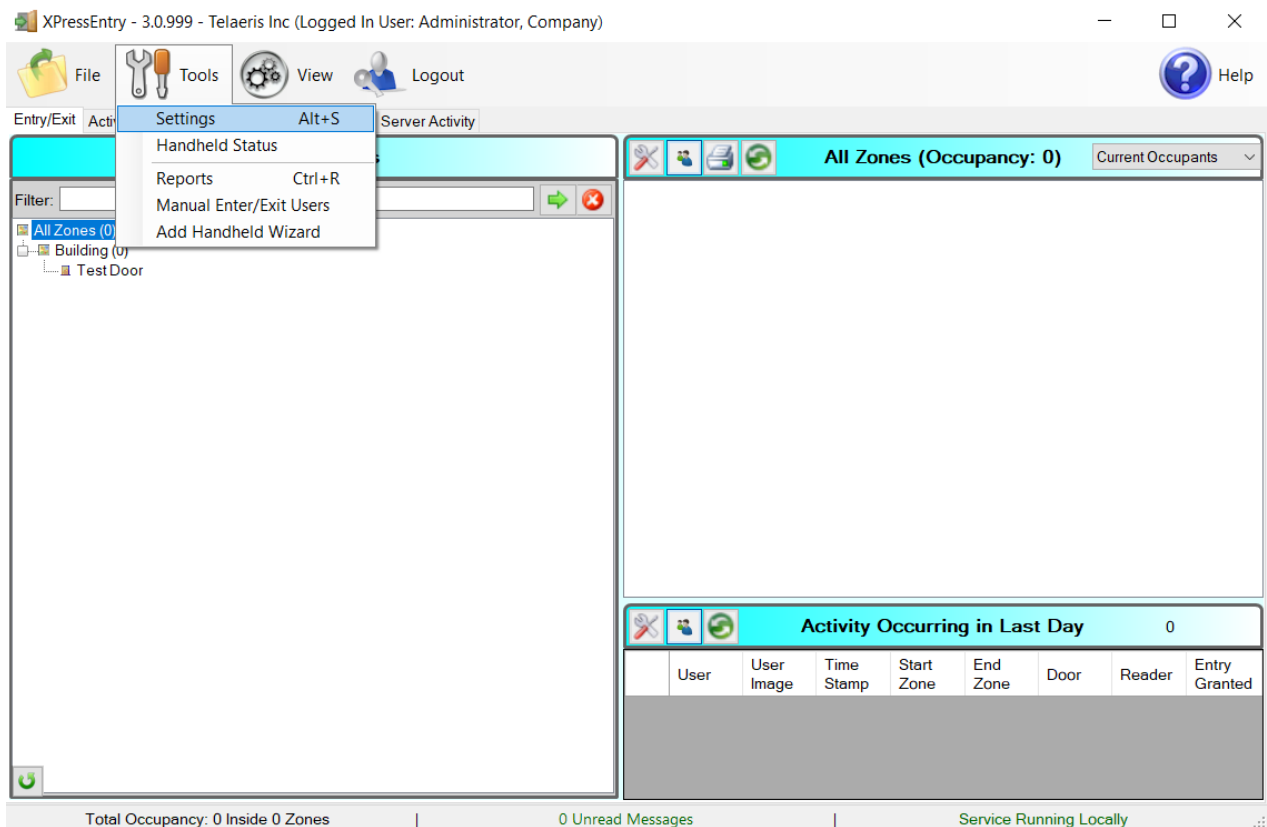 XPressEntry - 3.0.999 - Telaeris Inc (Logged In User: Administrator, Company)
File Tools View Logout Help
Entry/Exit Server Activity
Settings Alt+S
Handheld Status
Reports Ctrl+R
Manual Enter/Exit Users
Add Handheld Wizard
Filter:
All Zones (0)
Building (0)
Test Door
All Zones (Occupancy: 0) Current Occupants
Activity Occurring in Last Day 0
User User Image Time Stamp Start Zone End Zone Door Reader Entry Granted
Total Occupancy: 0 Inside 0 Zones | 0 Unread Messages | Service Running Locally